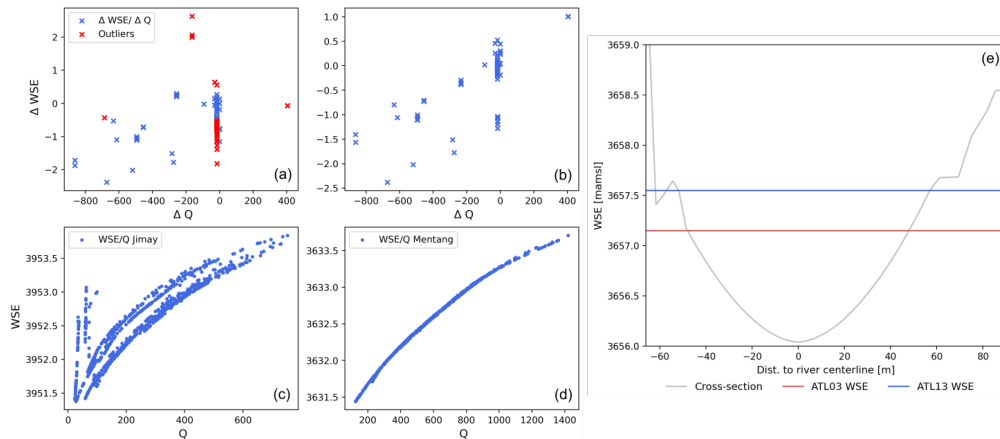 Δ WSE/ Δ Q
Outliers
2
1
0
−1
−2
Δ WSE
−800 −600 −400 −200 0 200 400
Δ Q
(a)
1.0
0.5
0.0
−0.5
−1.0
−1.5
−2.0
−2.5
−800 −600 −400 −200 0 200 400
Δ Q
(b)
WSE/Q Jimay
3953.5
3953.0
3952.5
3952.0
3951.5
WSE
0 200 400 600
Q
(c)
WSE/Q Mentang
3633.5
3633.0
3632.5
3632.0
3631.5
200 400 600 800 1000 1200 1400
Q
(d)
(e)
3659.0
3658.5
3658.0
3657.5
3657.0
3656.5
3656.0
WSE [mamsl]
−60 −40 −20 0 20 40 60 80
Dist. to river centerline [m]
Cross-section ATL03 WSE ATL13 WSE